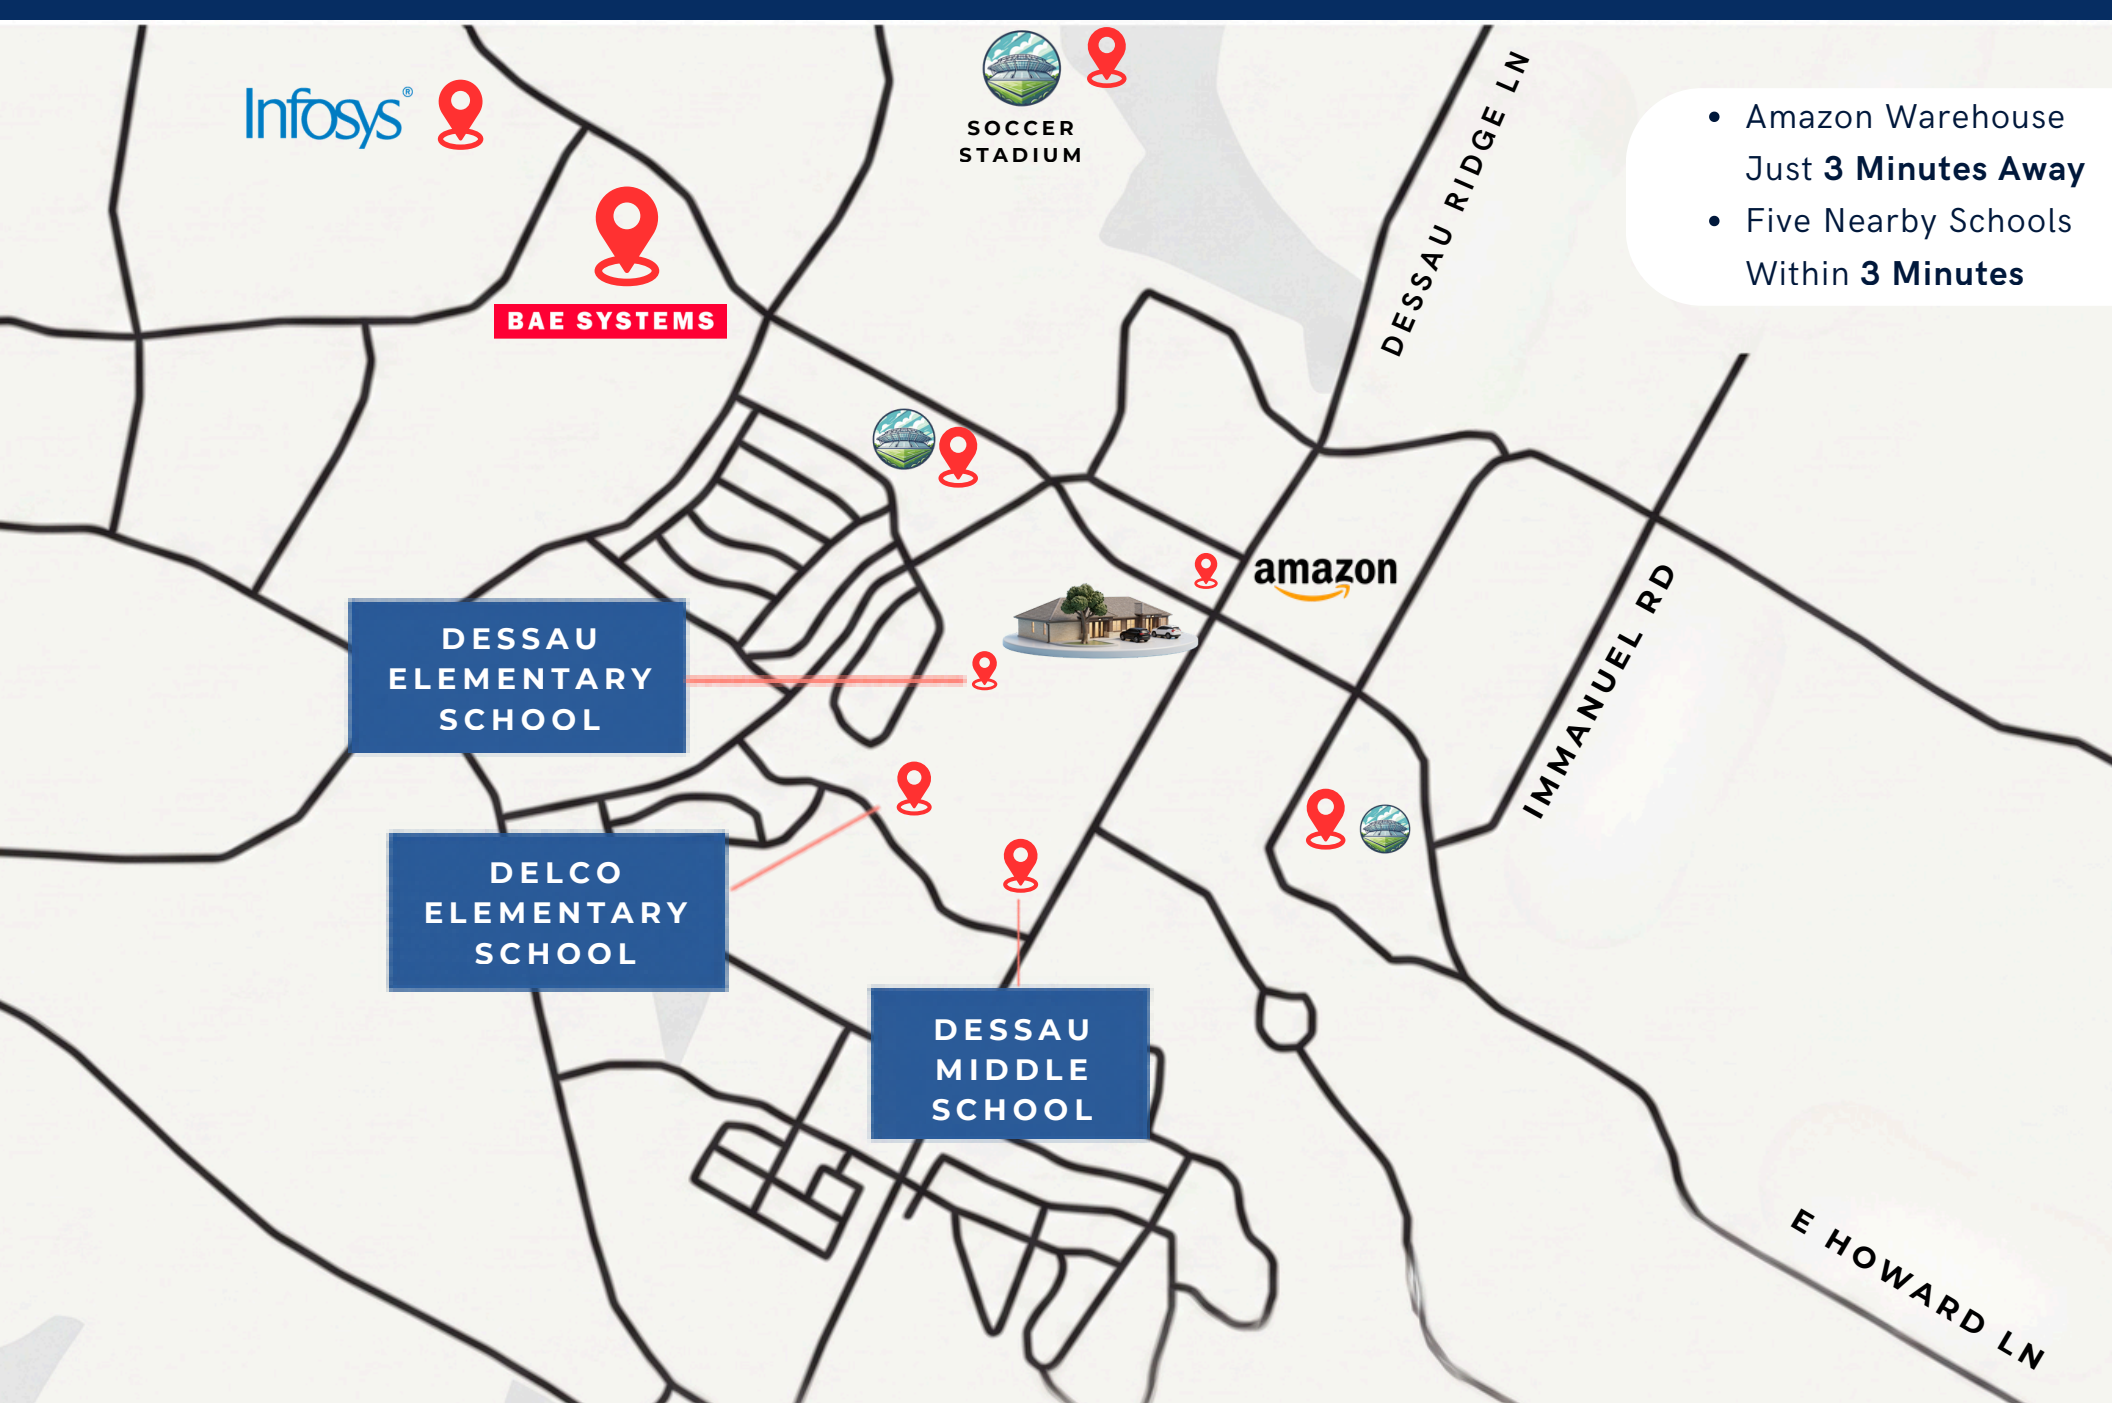 Infosys®
SOCCER
STADIUM
DESSAU RIDGE LN
• Amazon Warehouse
Just 3 Minutes Away
• Five Nearby Schools
Within 3 Minutes
BAE SYSTEMS
amazon
IMMANUEL RD
DESSAU
ELEMENTARY
SCHOOL
DELCO
ELEMENTARY
SCHOOL
DESSAU
MIDDLE
SCHOOL
E HOWARD LN